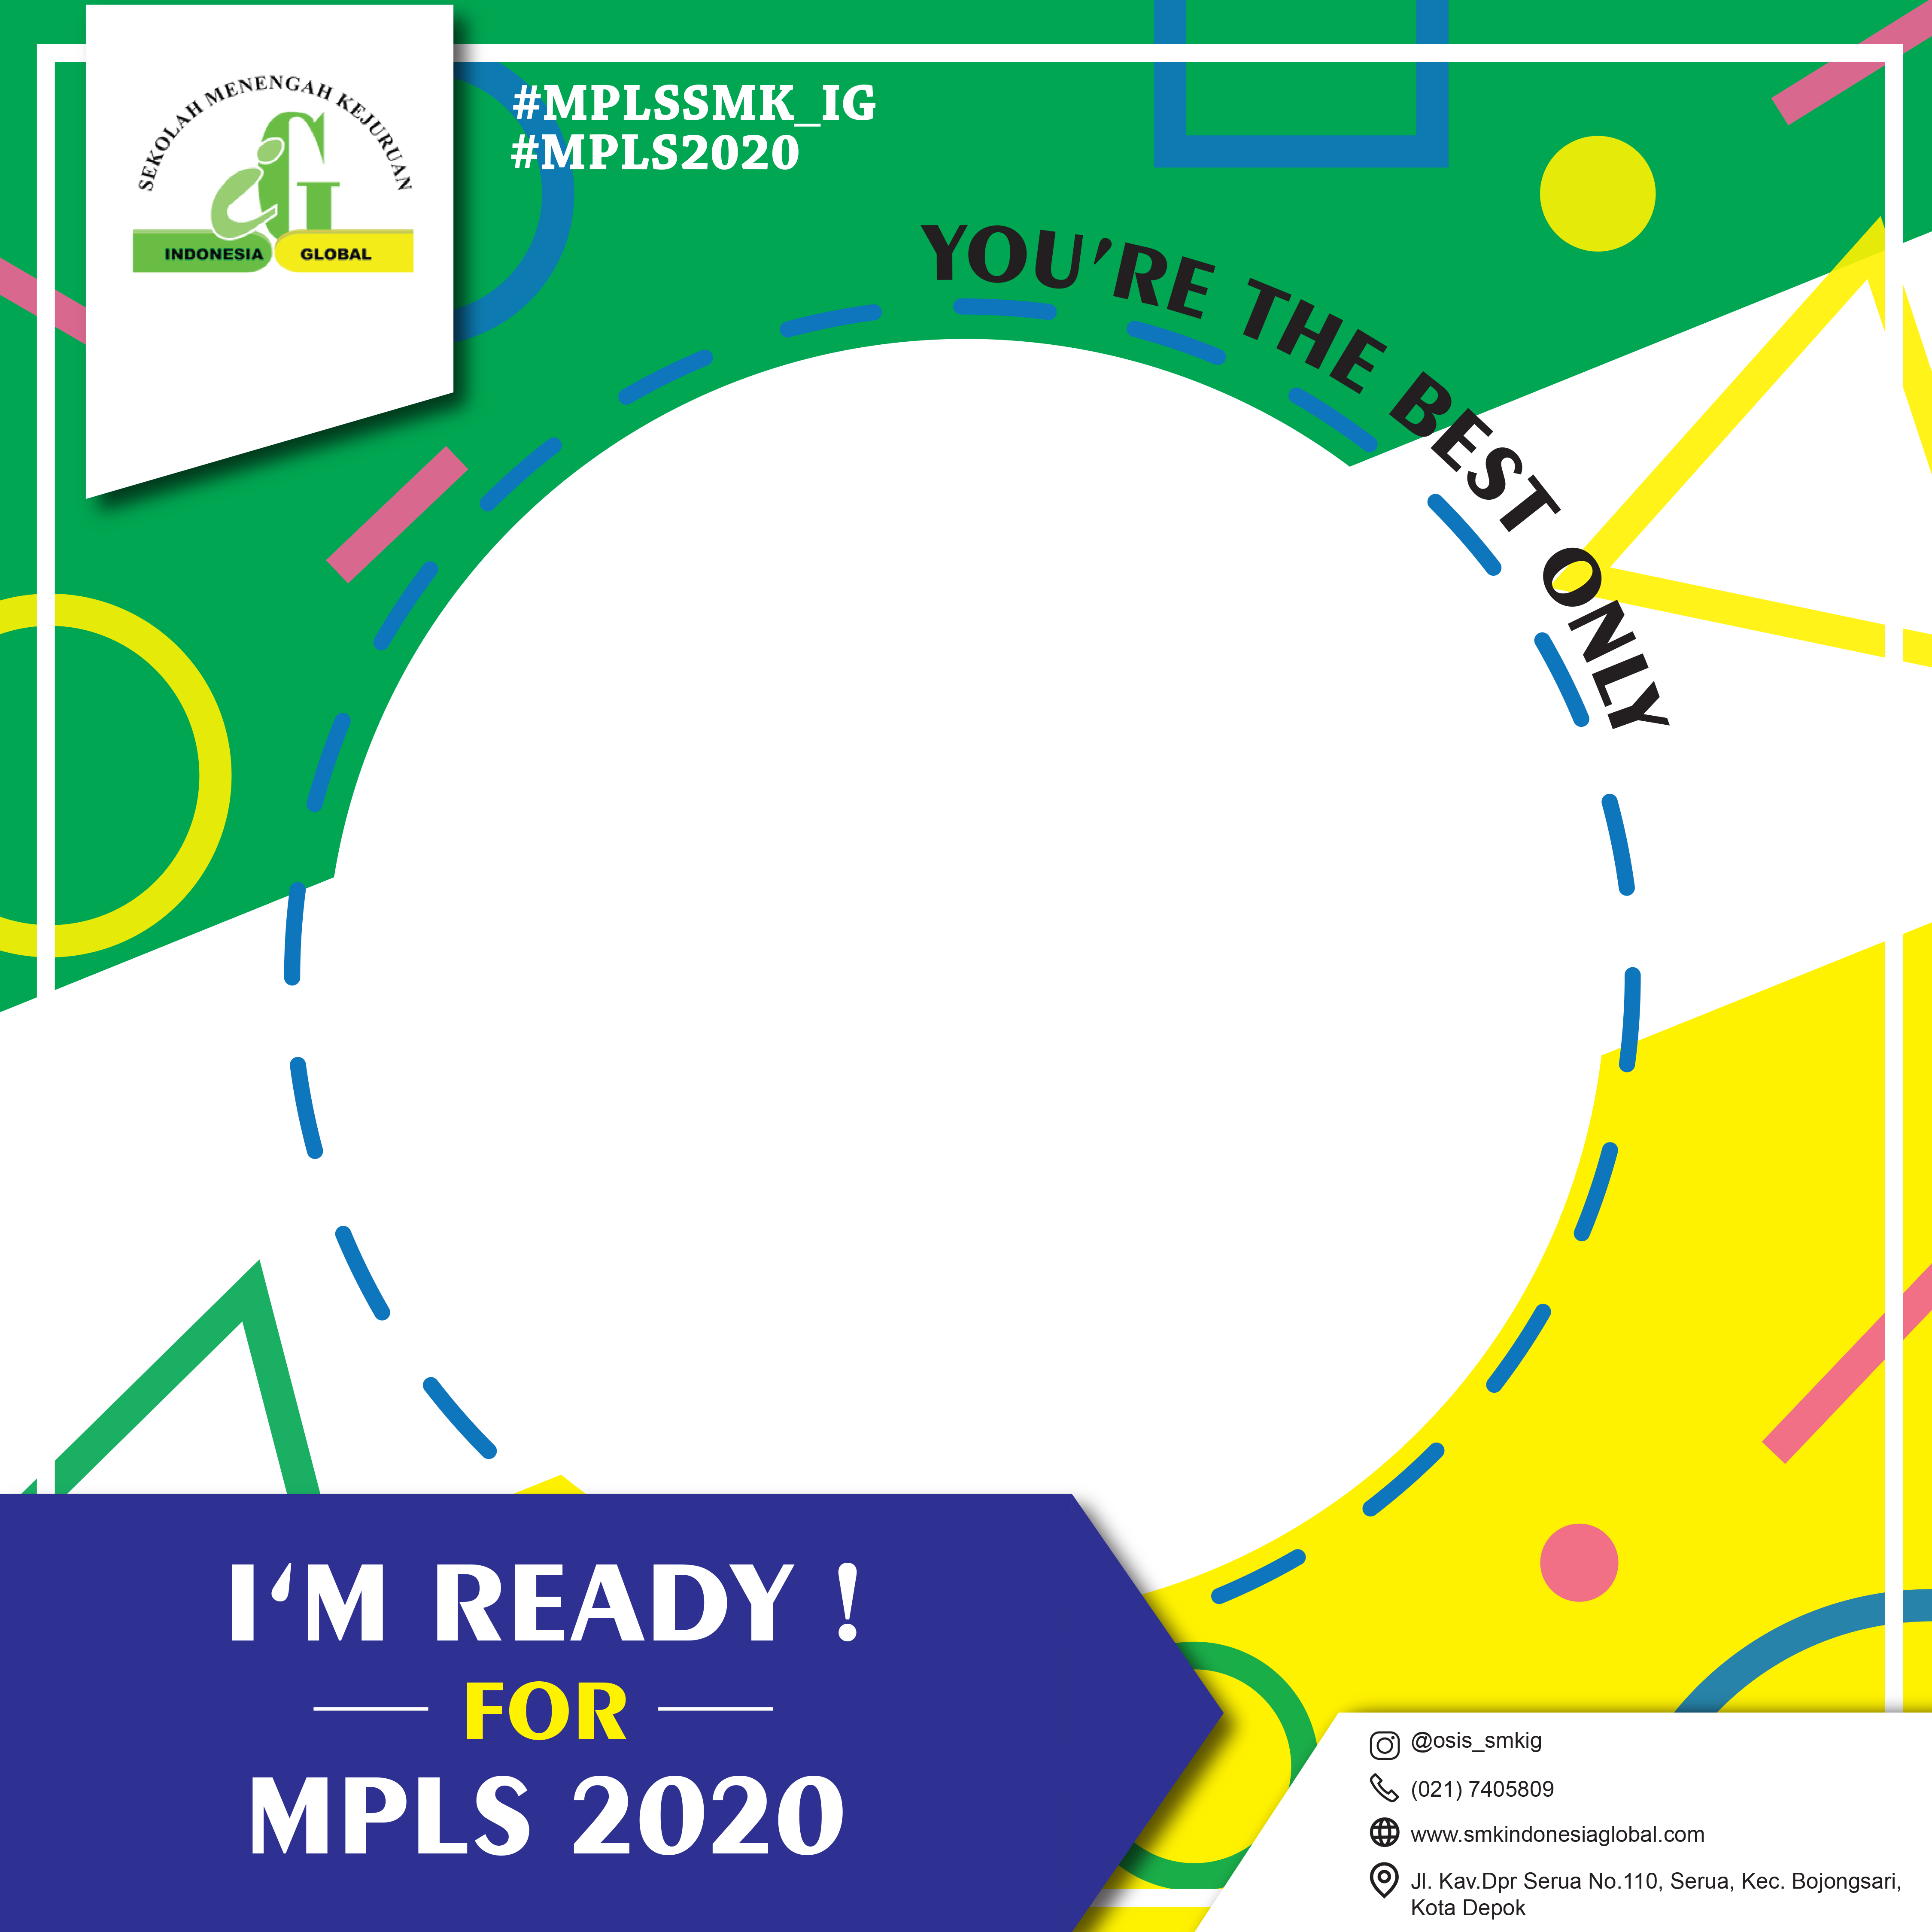 SEKOLAH MENENGAH KEJURUAN
INDONESIA GLOBAL
#MPLSSMK_IG
#MPLS2020
YOU'RE THE BEST ONLY
I‘M READY !
FOR
MPLS 2020
@osis_smkig
(021) 7405809
www.smkindonesiaglobal.com
Jl. Kav.Dpr Serua No.110, Serua, Kec. Bojongsari,
Kota Depok